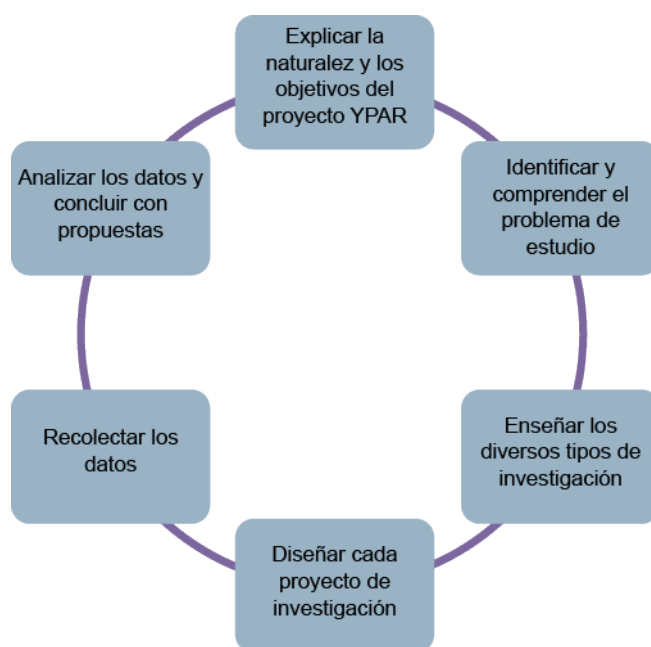 Explicar la
naturalez y los
objetivos del
proyecto YPAR
Identificar y
comprender el
problema de
estudio
Enseñar los
diversos tipos de
investigación
Diseñar cada
proyecto de
investigación
Recolectar los
datos
Analizar los datos y
concluir con
propuestas